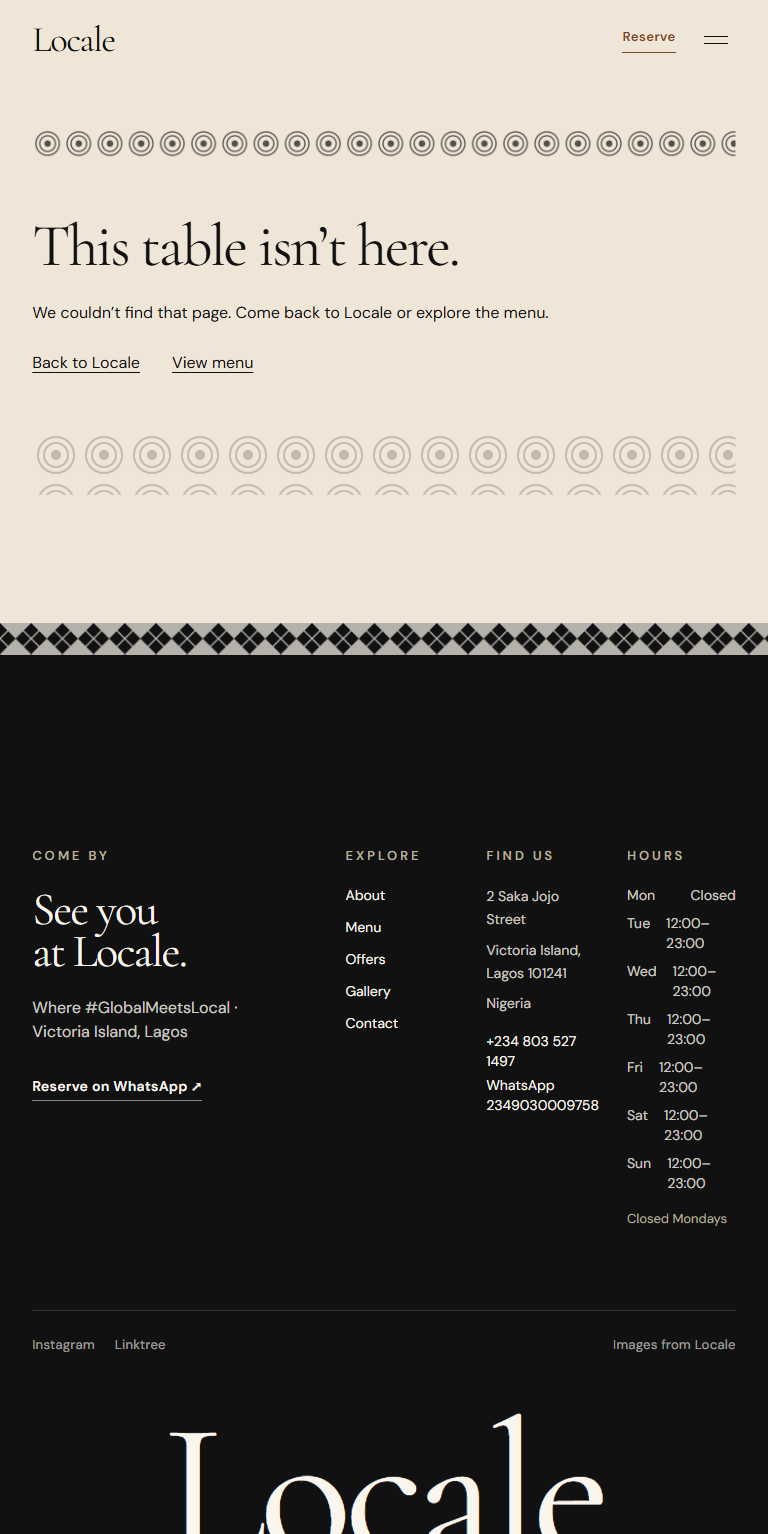 Locale
Reserve
This table isn’t here.
We couldn’t find that page. Come back to Locale or explore the menu.
Back to Locale
View menu
COME BY
See you
at Locale.
Where #GlobalMeetsLocal ·
Victoria Island, Lagos
Reserve on WhatsApp ↗
EXPLORE
About
Menu
Offers
Gallery
Contact
FIND US
2 Saka Jojo
Street
Victoria Island,
Lagos 101241
Nigeria
+234 803 527
1497
WhatsApp
2349030009758
HOURS
Mon Closed
Tue 12:00–
23:00
Wed 12:00–
23:00
Thu 12:00–
23:00
Fri 12:00–
23:00
Sat 12:00–
23:00
Sun 12:00–
23:00
Closed Mondays
Instagram
Linktree
Images from Locale
Locale